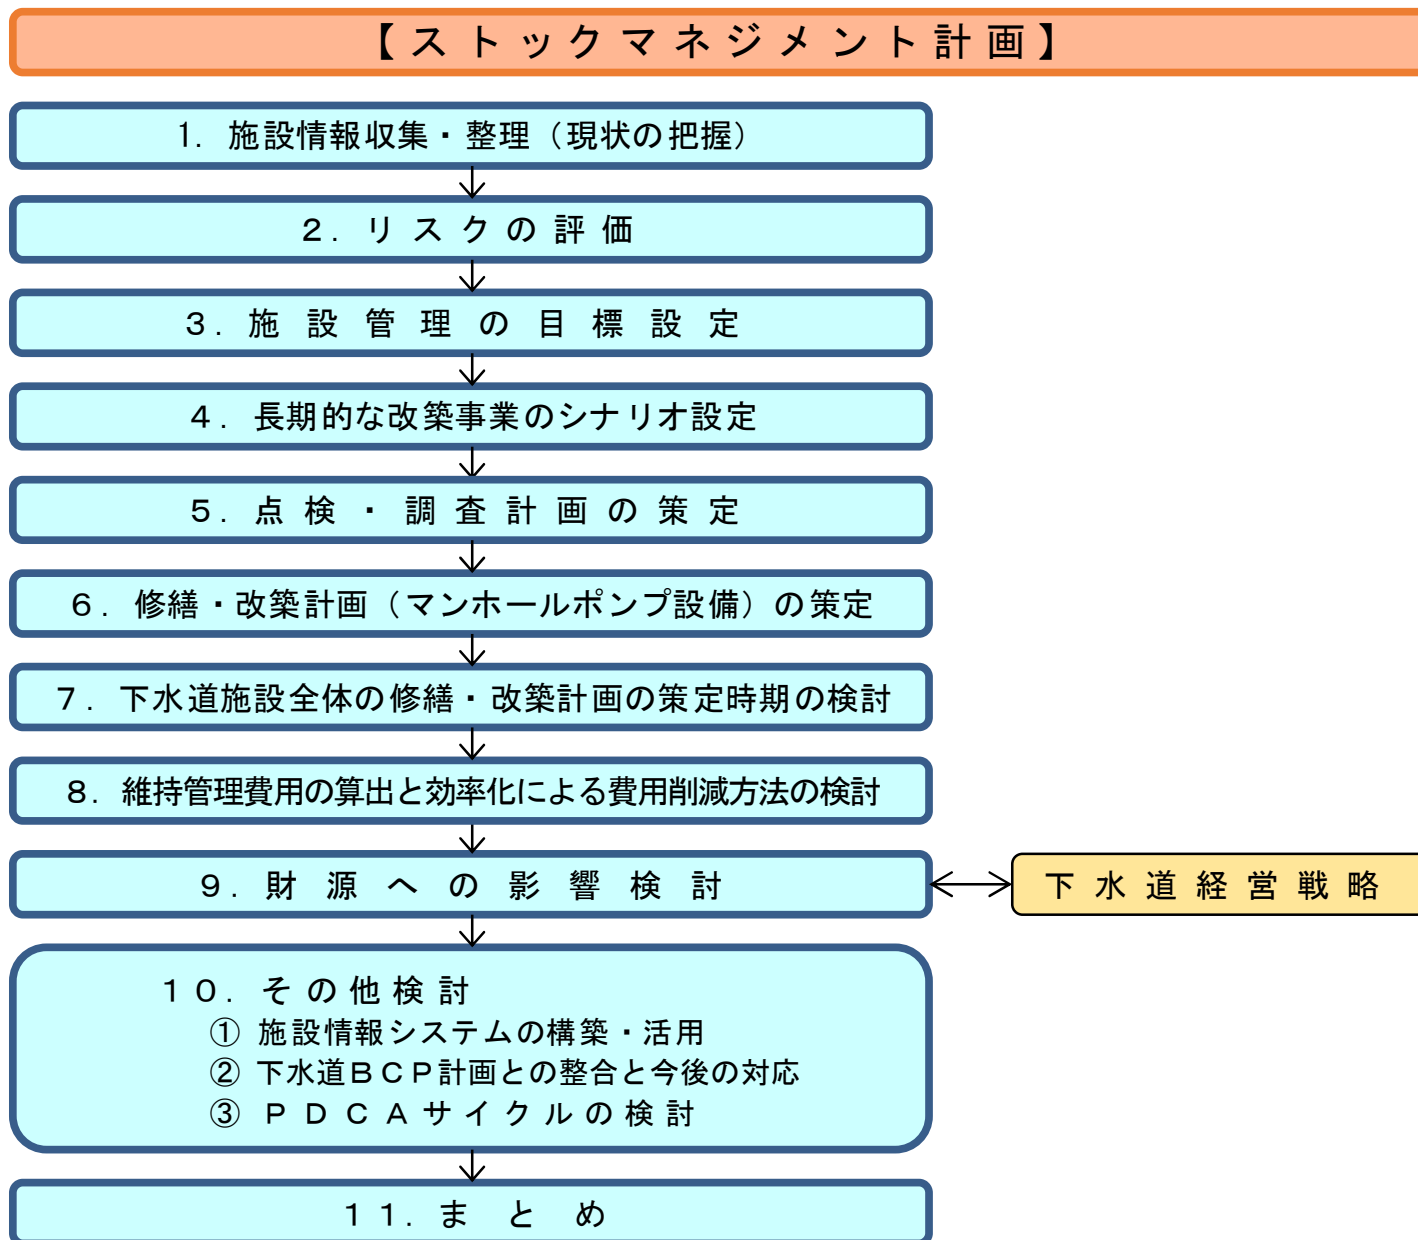 【ストックマネジメント計画】
1. 施設情報収集・整理（現状の把握）
２. リスクの評価
３. 施設管理の目標設定
４. 長期的な改築事業のシナリオ設定
５. 点検・調査計画の策定
６. 修繕・改築計画（マンホールポンプ設備）の策定
７. 下水道施設全体の修繕・改築計画の策定時期の検討
８. 維持管理費用の算出と効率化による費用削減方法の検討
９. 財源への影響検討
下水道経営戦略
１０. その他検討
① 施設情報システムの構築・活用
② 下水道ＢＣＰ計画との整合と今後の対応
③ ＰＤＣＡサイクルの検討
１１. まとめ